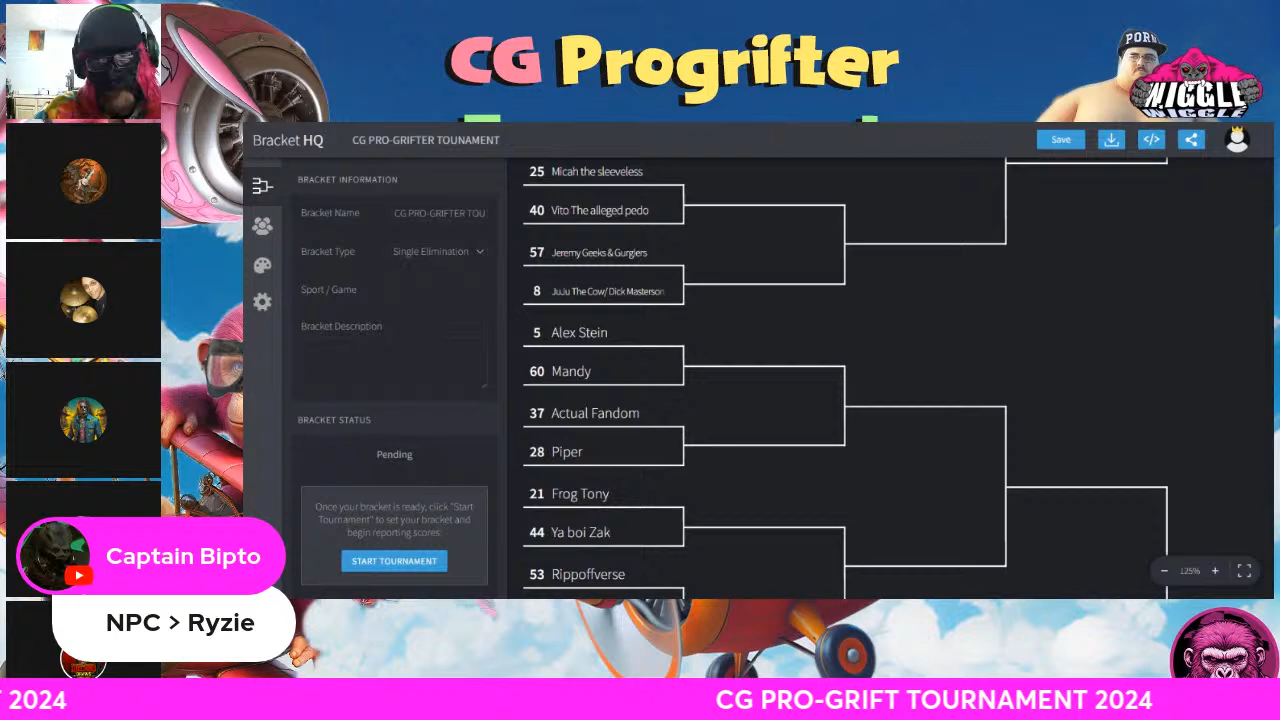 CG Progrifter
PORN
NIGGLE
WIGGLE
Bracket HQ
CG PRO-GRIFTER TOUNAMENT
Save
BRACKET INFORMATION
Bracket Name
CG PRO-GRIFTER TOU
Bracket Type
Single Elimination
Sport / Game
Bracket Description
BRACKET STATUS
Pending
Once your bracket is ready, click "Start
Tournament" to set your bracket and
begin reporting scores:
START TOURNAMENT
25 Micah the sleeveless
40 Vito The alleged pedo
57 Jeremy Geeks & Gurglers
8 JuJu The Cow/ Dick Masterson
5 Alex Stein
60 Mandy
37 Actual Fandom
28 Piper
21 Frog Tony
44 Ya boi Zak
53 Rippoffverse
125%
Captain Bipto
NPC > Ryzie
T 2024
CG PRO-GRIFT TOURNAMENT 2024